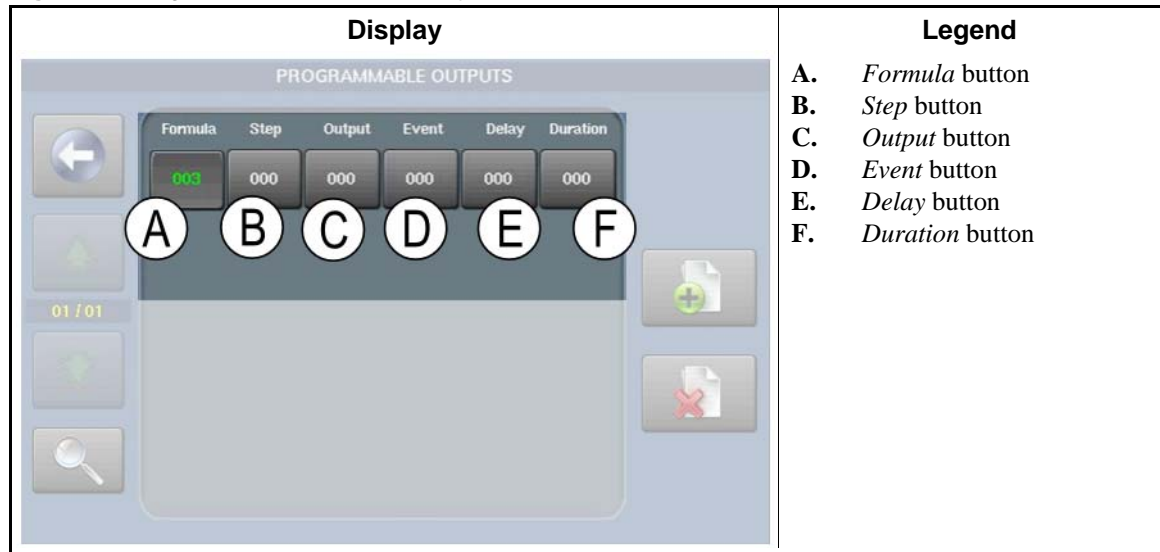 Display
Legend
PROGRAMMABLE OUTPUTS
Formula Step Output Event Delay Duration
003 000 000 000 000 000
A B C D E F
01 / 01
A. Formula button
B. Step button
C. Output button
D. Event button
E. Delay button
F. Duration button